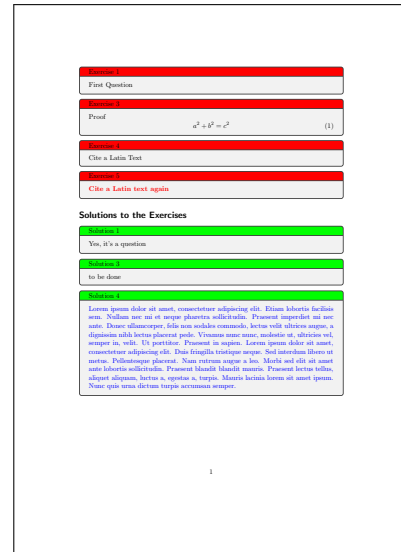 Exercise 1
First Question
Exercise 3
Proof
a² + b² = c² (1)
Exercise 4
Cite a Latin Text
Exercise 5
Cite a Latin text again
Solutions to the Exercises
Solution 1
Yes, it's a question
Solution 3
to be done
Solution 4
Lorem ipsum dolor sit amet, consectetuer adipiscing elit. Etiam lobortis facilisis
sem. Nullam nec mi et neque pharetra sollicitudin. Praesent imperdiet mi nec
ante. Donec ullamcorper, felis non sodales commodo, lectus velit ultrices augue, a
dignissim nibh lectus placerat pede. Vivamus nunc nunc, molestie ut, ultricies vel,
semper in, velit. Ut porttitor. Praesent in sapien. Lorem ipsum dolor sit amet,
consectetuer adipiscing elit. Duis fringilla tristique neque. Sed interdum libero ut
metus. Pellentesque placerat. Nam rutrum augue a leo. Morbi sed elit sit amet
ante lobortis sollicitudin. Praesent blandit blandit mauris. Praesent lectus tellus,
aliquet aliquam, luctus a, egestas a, turpis. Mauris lacinia lorem sit amet ipsum.
Nunc quis urna dictum turpis accumsan semper.
1